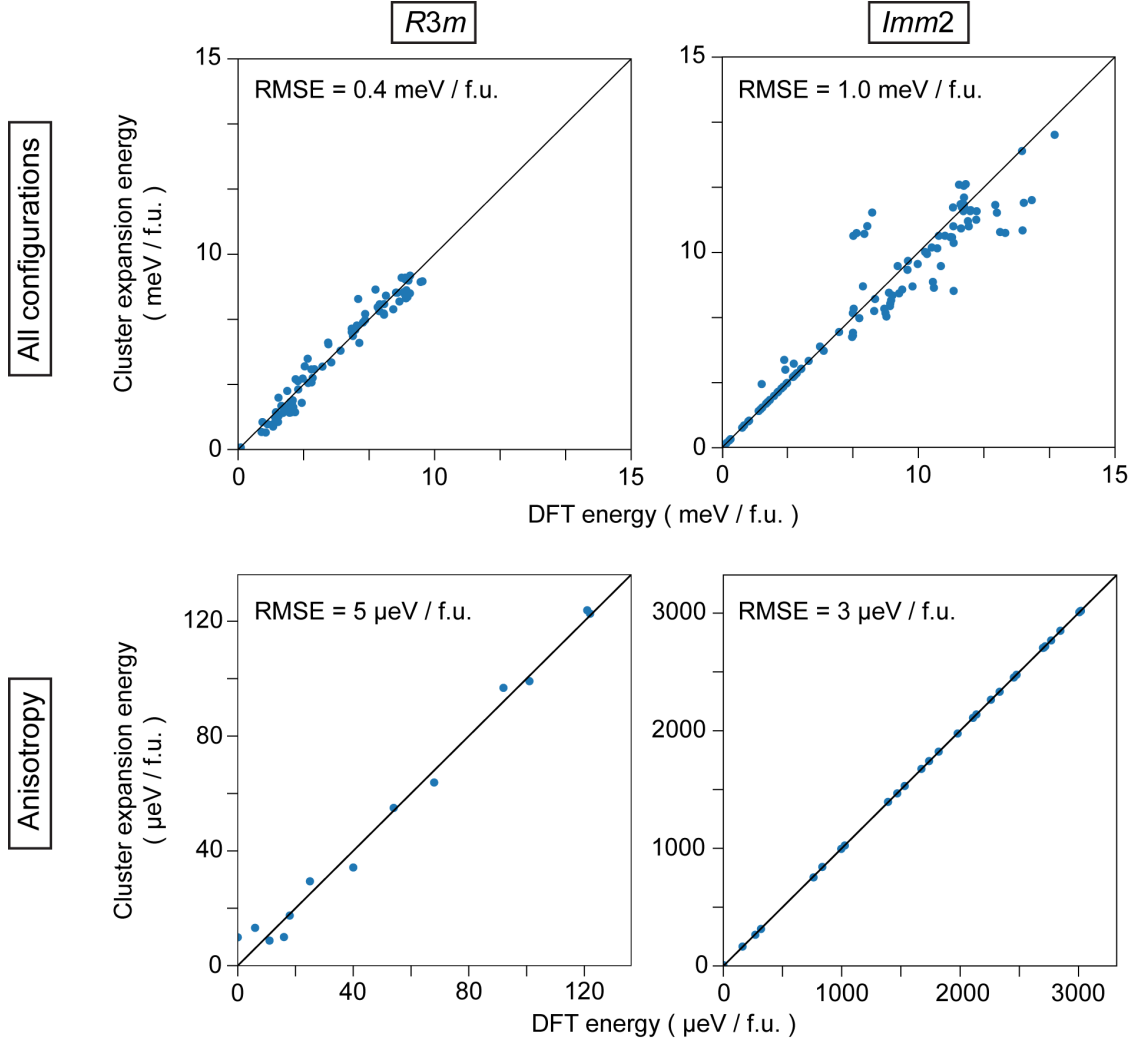 R3m
Imm2
All configurations
Cluster expansion energy
( meV / f.u. )
15
10
0
RMSE = 0.4 meV / f.u.
0
10
15
15
10
0
RMSE = 1.0 meV / f.u.
0
10
15
DFT energy ( meV / f.u. )
Anisotropy
Cluster expansion energy
( µeV / f.u. )
120
80
40
0
RMSE = 5 µeV / f.u.
0
40
80
120
3000
2000
1000
0
RMSE = 3 µeV / f.u.
0
1000
2000
3000
DFT energy ( µeV / f.u. )